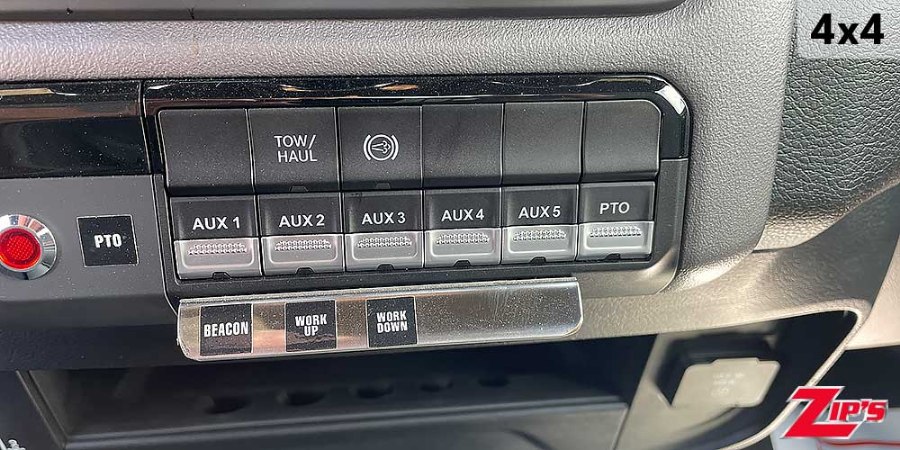 4x4
TOW/
HAUL
AUX 1 AUX 2 AUX 3 AUX 4 AUX 5 PTO
PTO
BEACON WORK UP WORK DOWN
ZIP'S